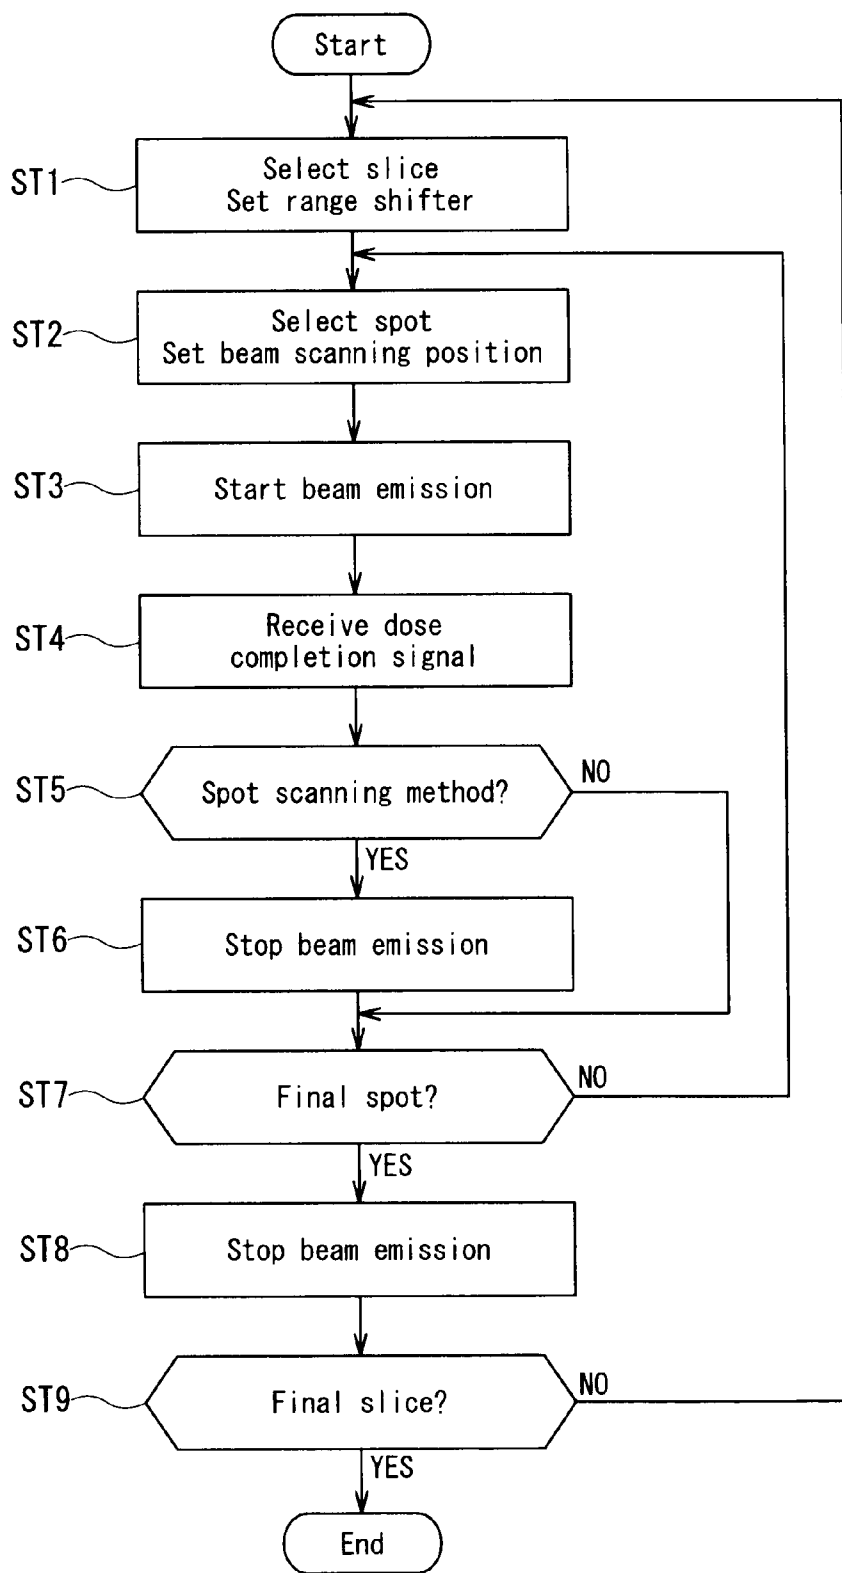 Start
ST1
Select slice
Set range shifter
ST2
Select spot
Set beam scanning position
ST3
Start beam emission
ST4
Receive dose
completion signal
ST5
Spot scanning method?
NO
YES
ST6
Stop beam emission
ST7
Final spot?
NO
YES
ST8
Stop beam emission
ST9
Final slice?
NO
YES
End